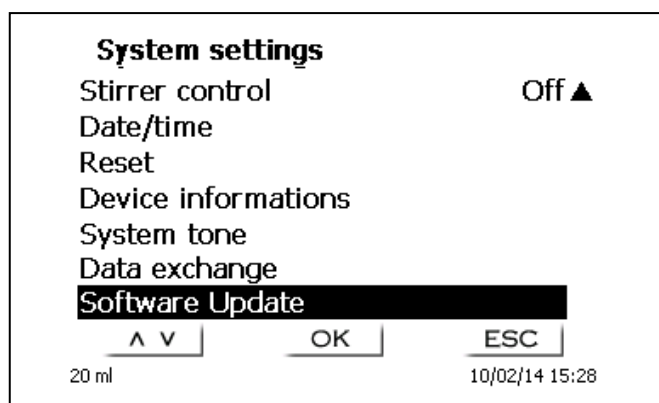 System settings
Stirrer control Off ▲
Date/time
Reset
Device informations
System tone
Data exchange
Software Update
∧ ∨ OK ESC
20 ml 10/02/14 15:28